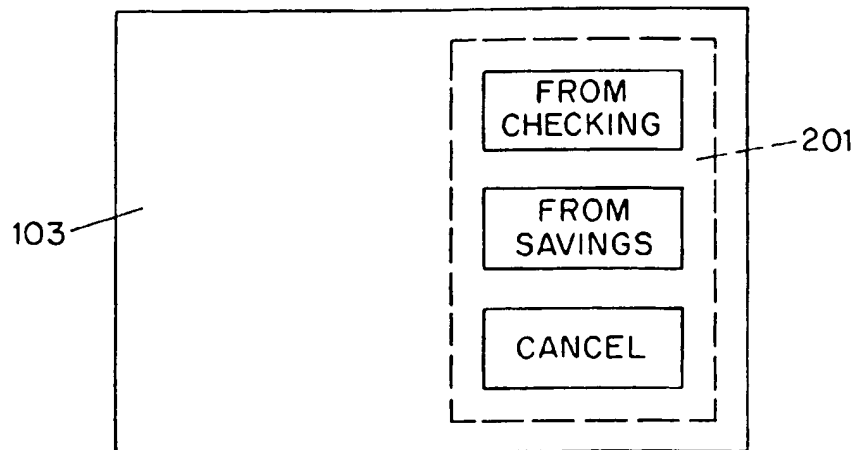 FROM
CHECKING
201
103
FROM
SAVINGS
CANCEL